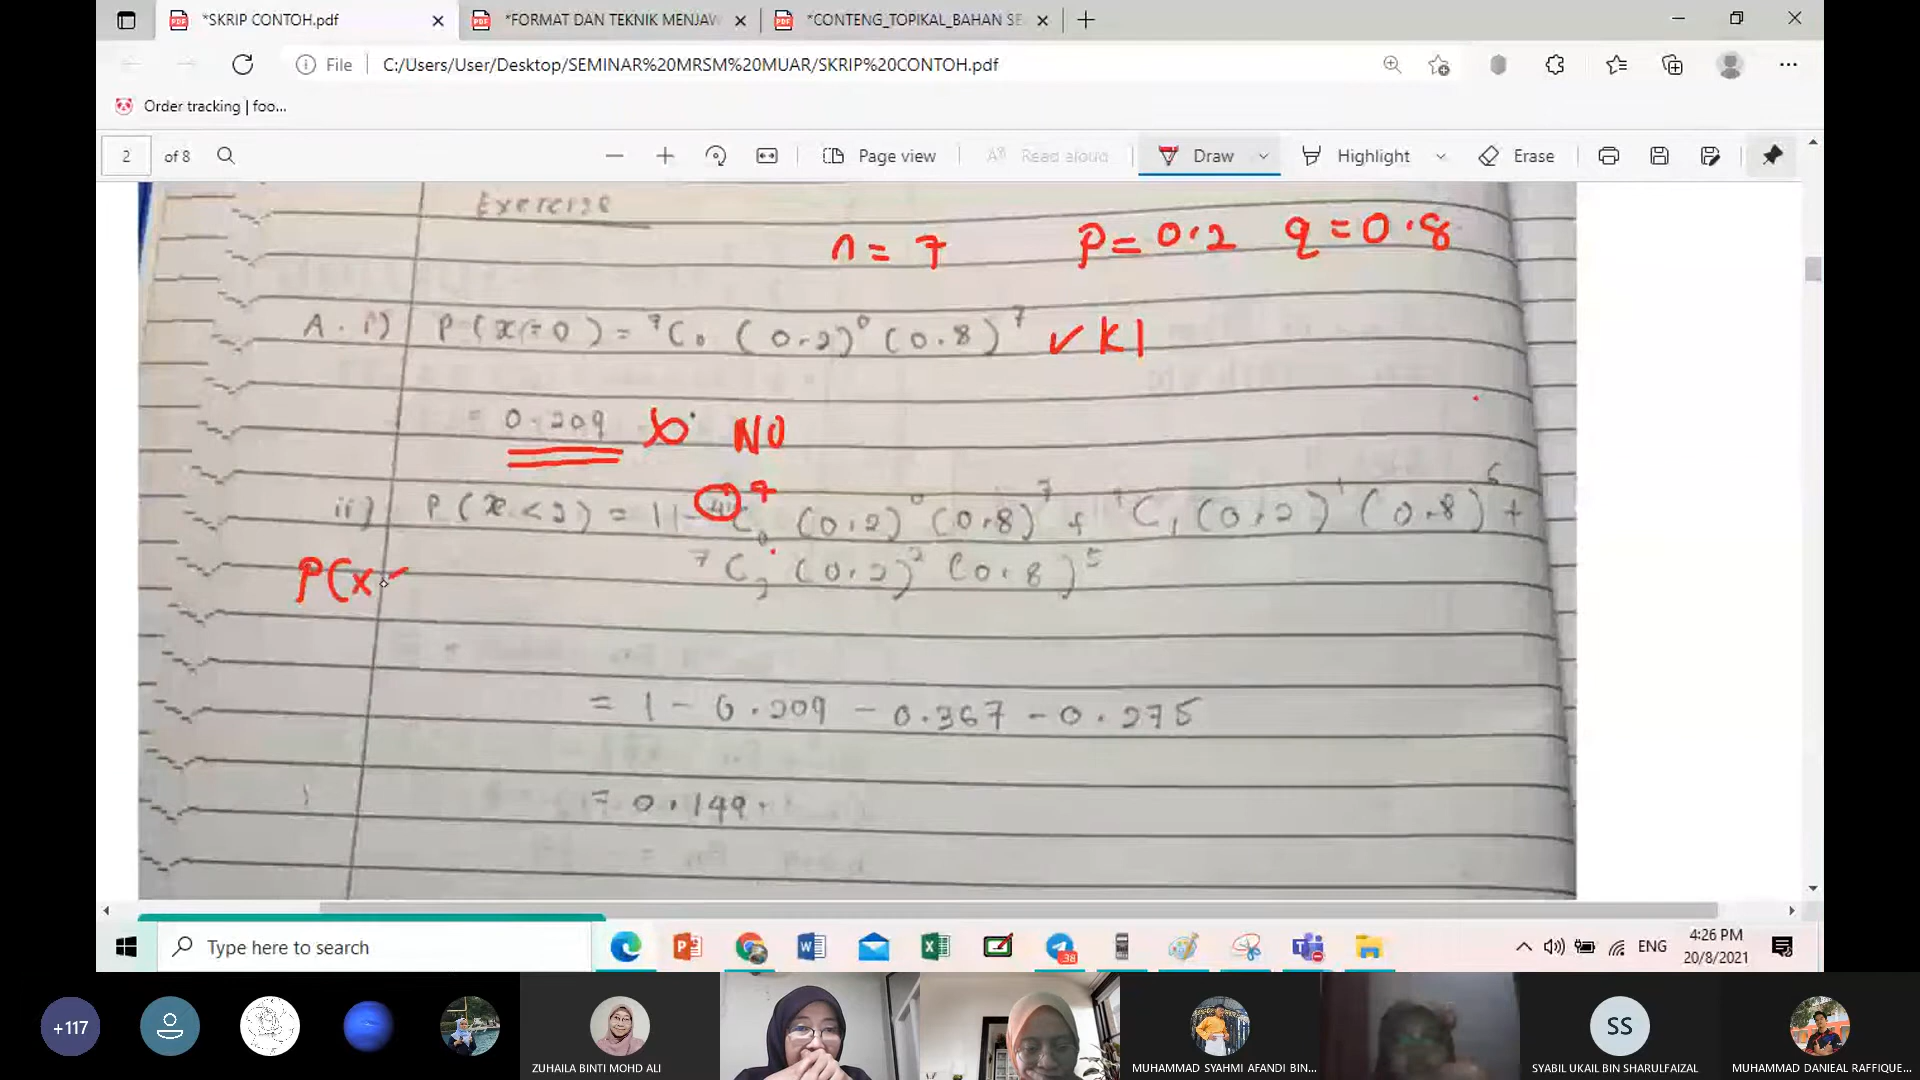 *SKRIP CONTOH.pdf
*FORMAT DAN TEKNIK MENJAW
*CONTENG_TOPIKAL_BAHAN SE
File
C:/Users/User/Desktop/SEMINAR%20MRSM%20MUAR/SKRIP%20CONTOH.pdf
Order tracking | foo...
2 of 8
Page view
Read aloud
Draw
Highlight
Erase
Exercise
n = 7 p = 0.2 q = 0.8
A. i) P(x = 0) = ⁷C₀ (0.2)⁰ (0.8)⁷ ✓ K1
= 0.209 NO
7
ii) P(x < 2) = 1 - ⁴C₀ (0.2)⁰ (0.8)⁷ + ⁷C₁ (0.2)¹ (0.8)⁶ +
P(x
⁷C₂ (0.2)² (0.8)⁵
= 1 - 0.209 - 0.367 - 0.275
= 0.149
Type here to search
38
ENG
4:26 PM
20/8/2021
+117
ZUHAILA BINTI MOHD ALI
MUHAMMAD SYAHMI AFANDI BIN...
SS
SYABIL UKAIL BIN SHARULFAIZAL
MUHAMMAD DANIEAL RAFFIQUE...